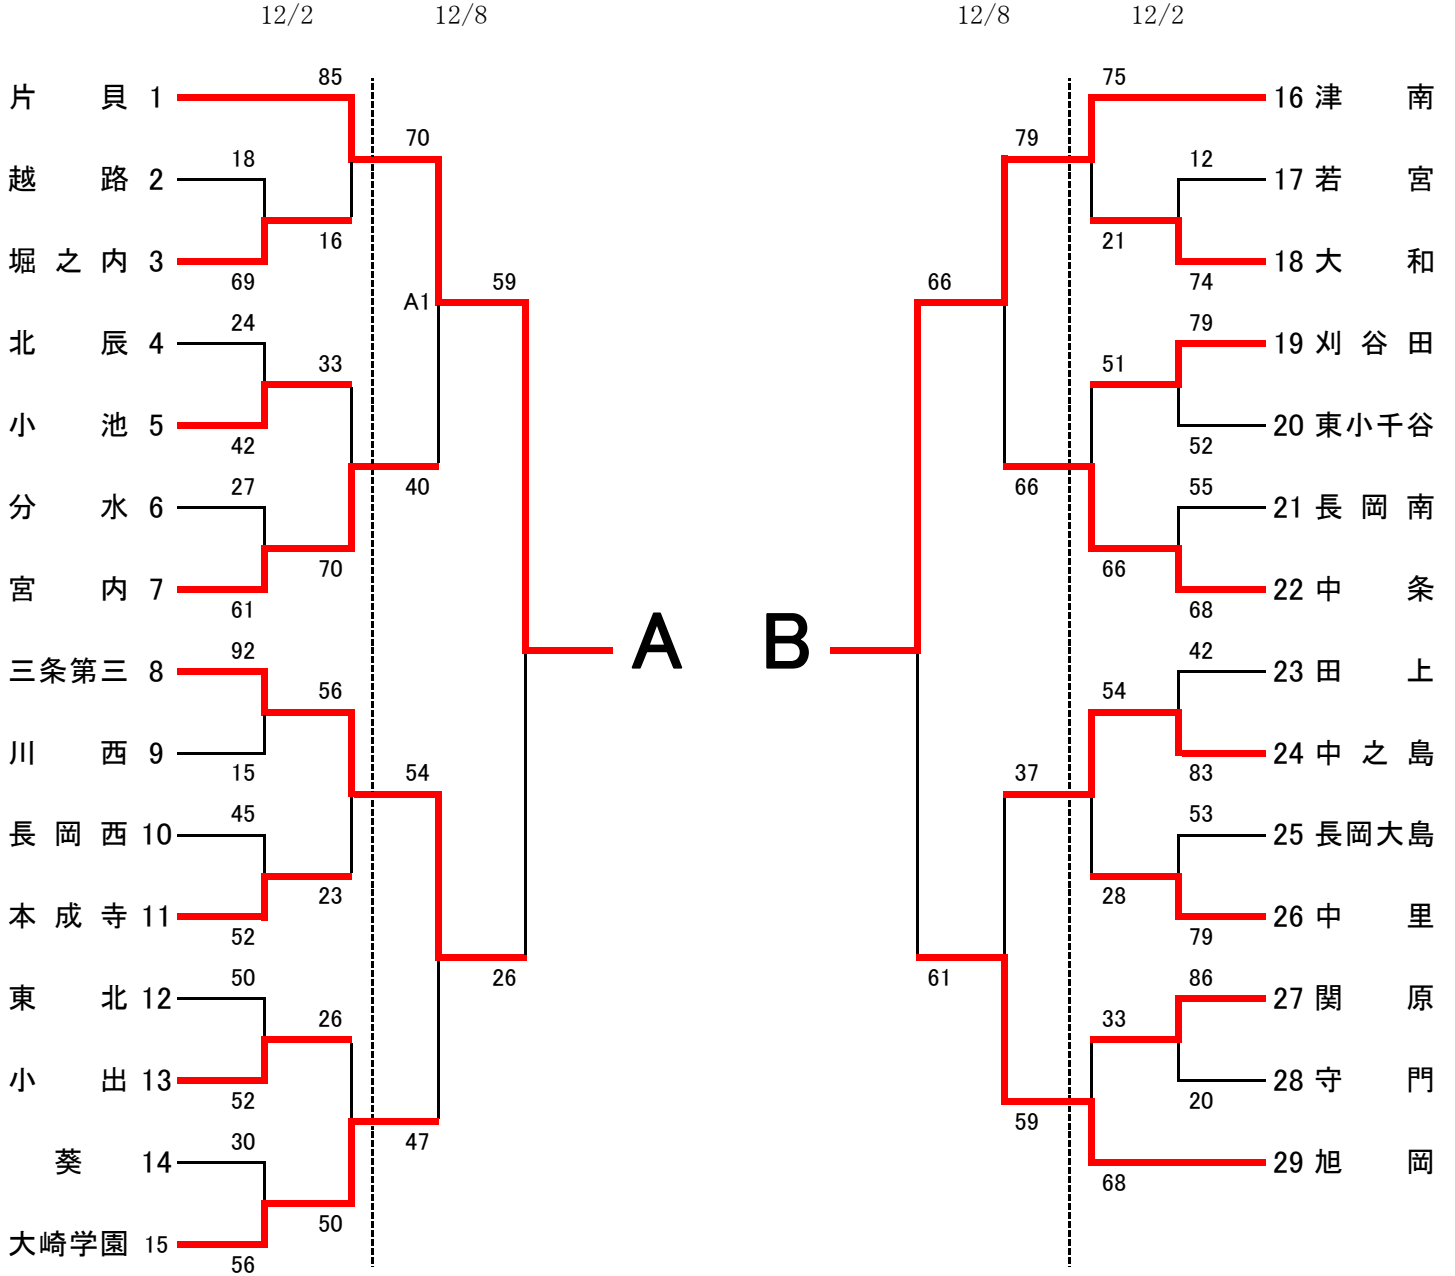 12/2 12/8 12/8 12/2
85 75
片貝 1 16 津南
70 79
18 12
越路 2 17 若宮
16 21
堀之内 3 18 大和
69 59 66 74
A1
24 79
北辰 4 19 刈谷田
33 51
小池 5 20 東小千谷
42 52
27 40 66 55
分水 6 21 長岡南
70 66
宮内 7 22 中条
61 68
A B
92 42
三条第三 8 23 田上
56 54
川西 9 24 中之島
15 54 37 83
45 53
長岡西 10 25 長岡大島
23 28
本成寺 11 26 中里
52 79
50 26 61 86
東北 12 27 関原
26 33
小出 13 28 守門
52 20
30 47 59
葵 14 29 旭岡
68
50
大崎学園 15
56